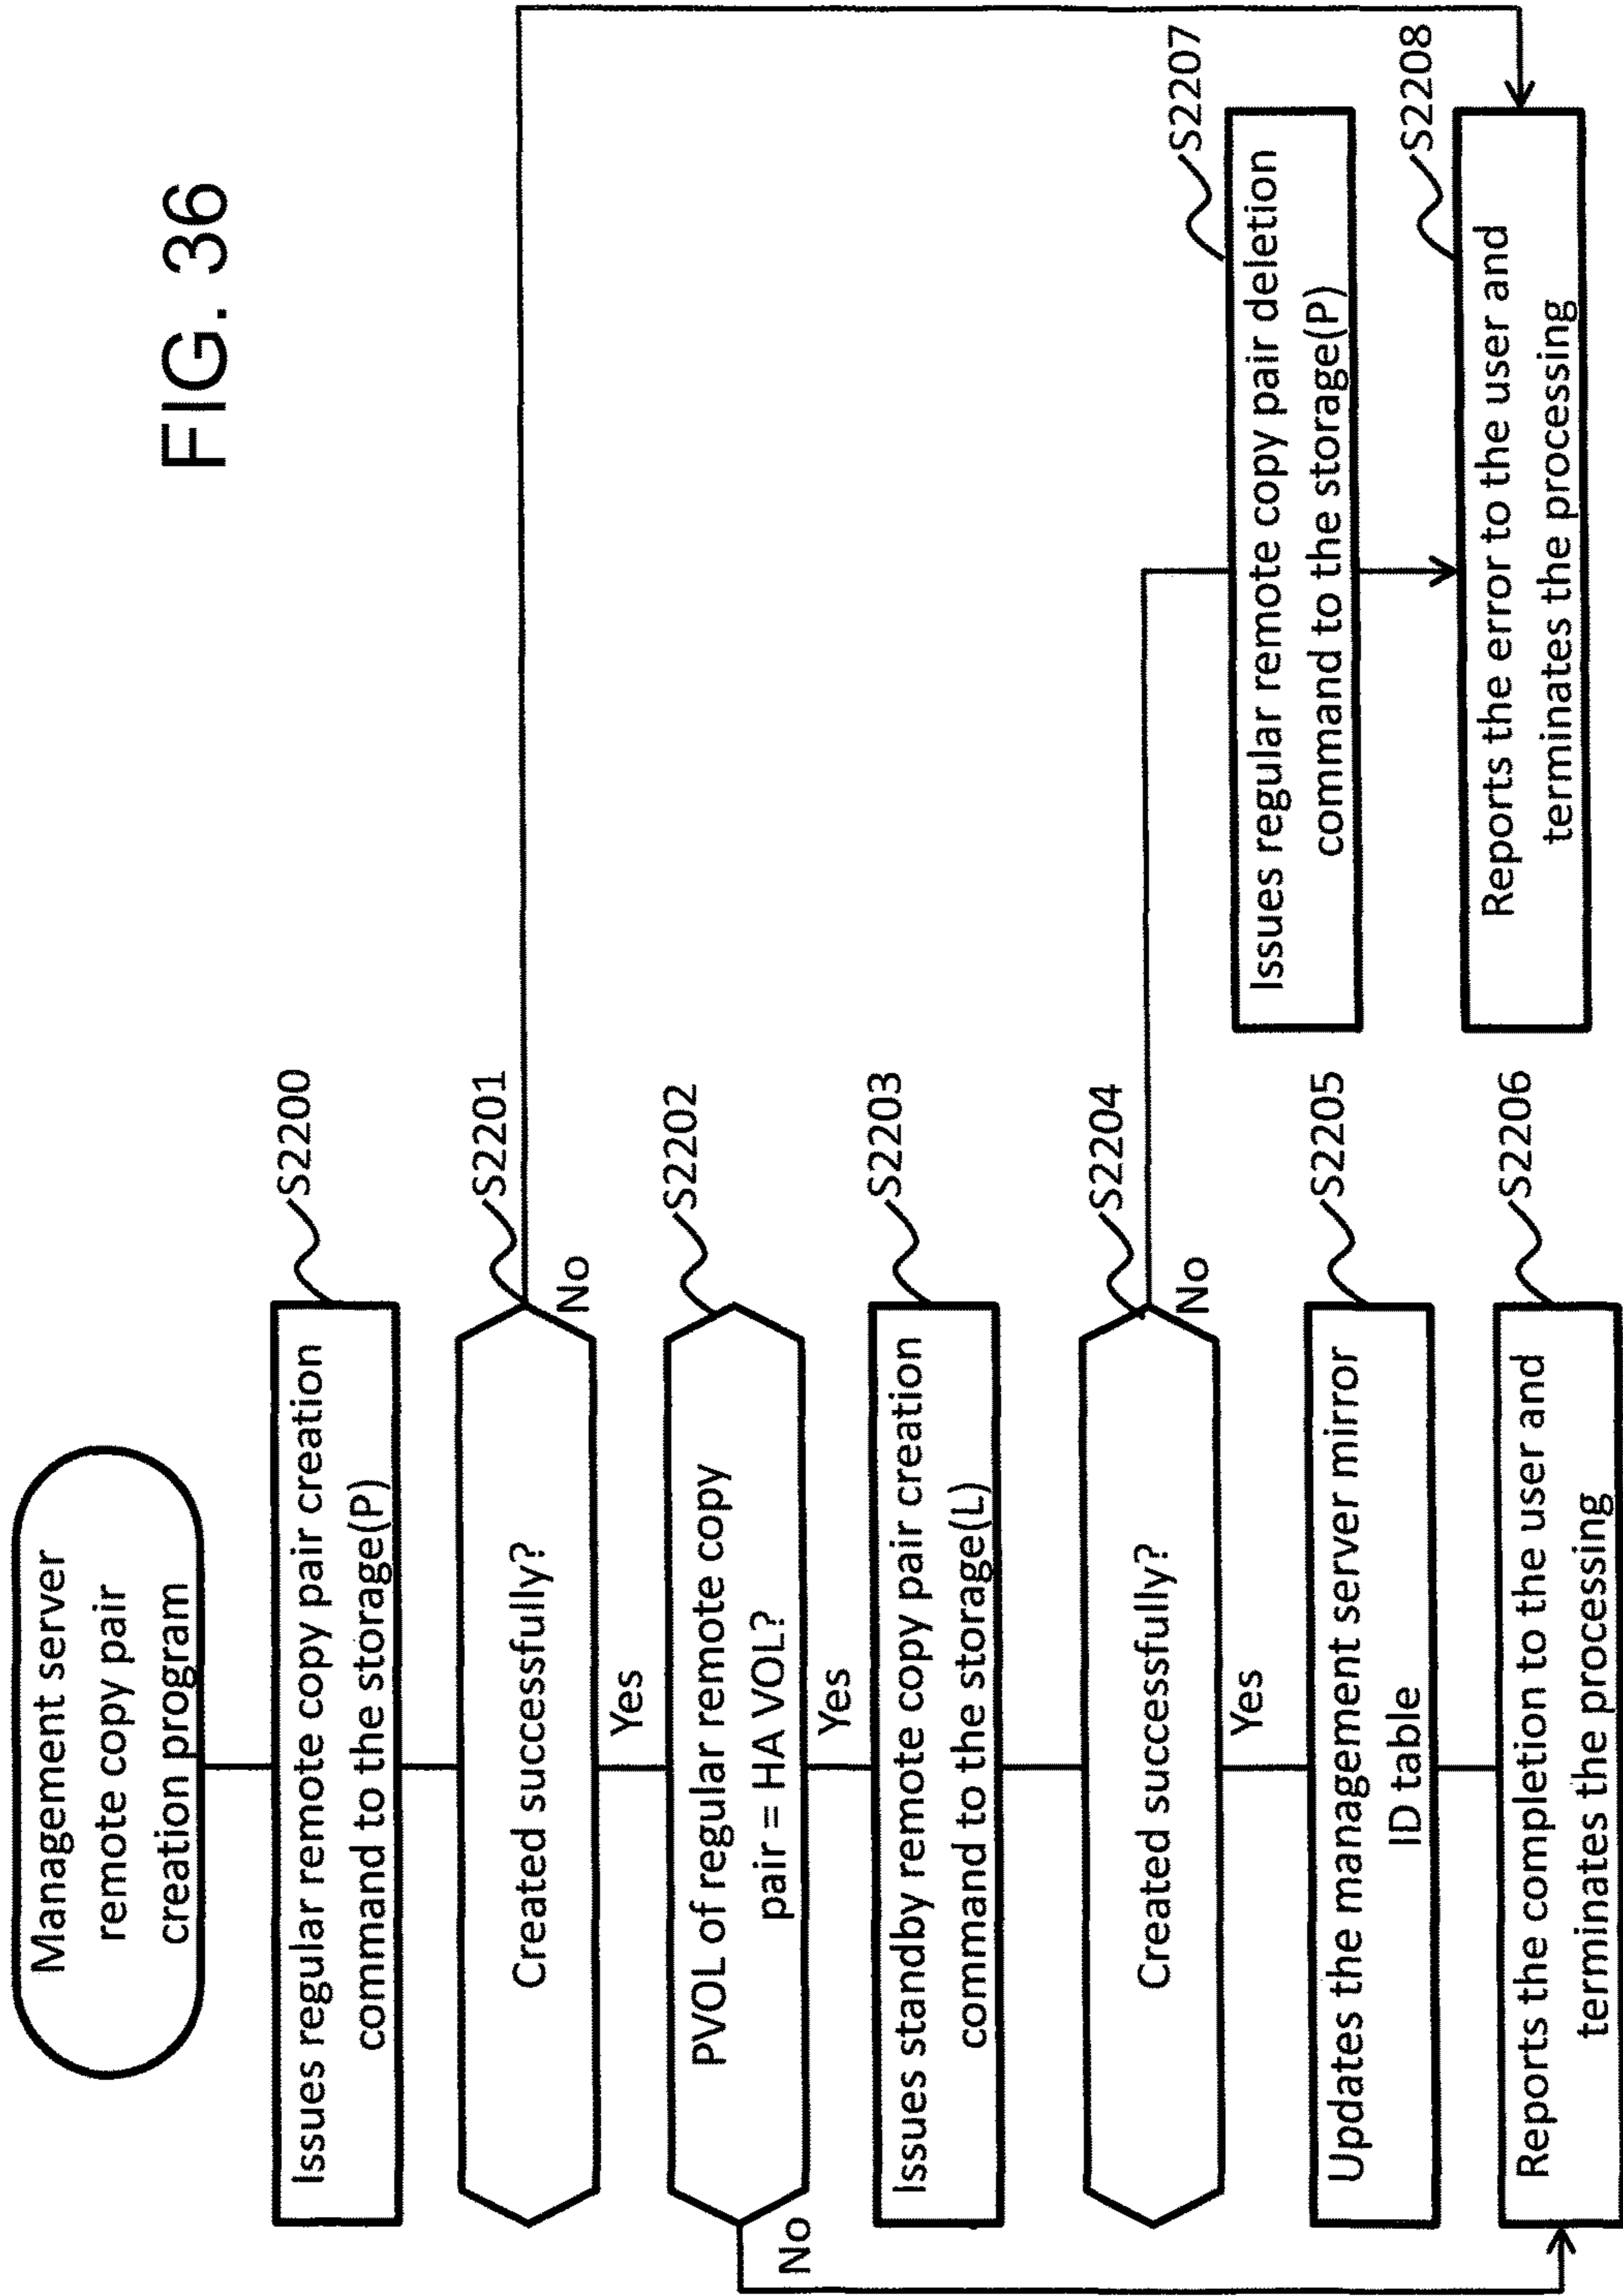 FIG. 36
Management server
remote copy pair
creation program
S2200
Issues regular remote copy pair creation
command to the storage(P)
S2201
Created successfully?
No
Yes
S2202
PVOL of regular remote copy
pair = HA VOL?
No
Yes
S2203
Issues standby remote copy pair creation
command to the storage(L)
S2204
Created successfully?
No
Yes
S2205
Updates the management server mirror
ID table
S2206
Reports the completion to the user and
terminates the processing
S2207
Issues regular remote copy pair deletion
command to the storage(P)
S2208
Reports the error to the user and
terminates the processing